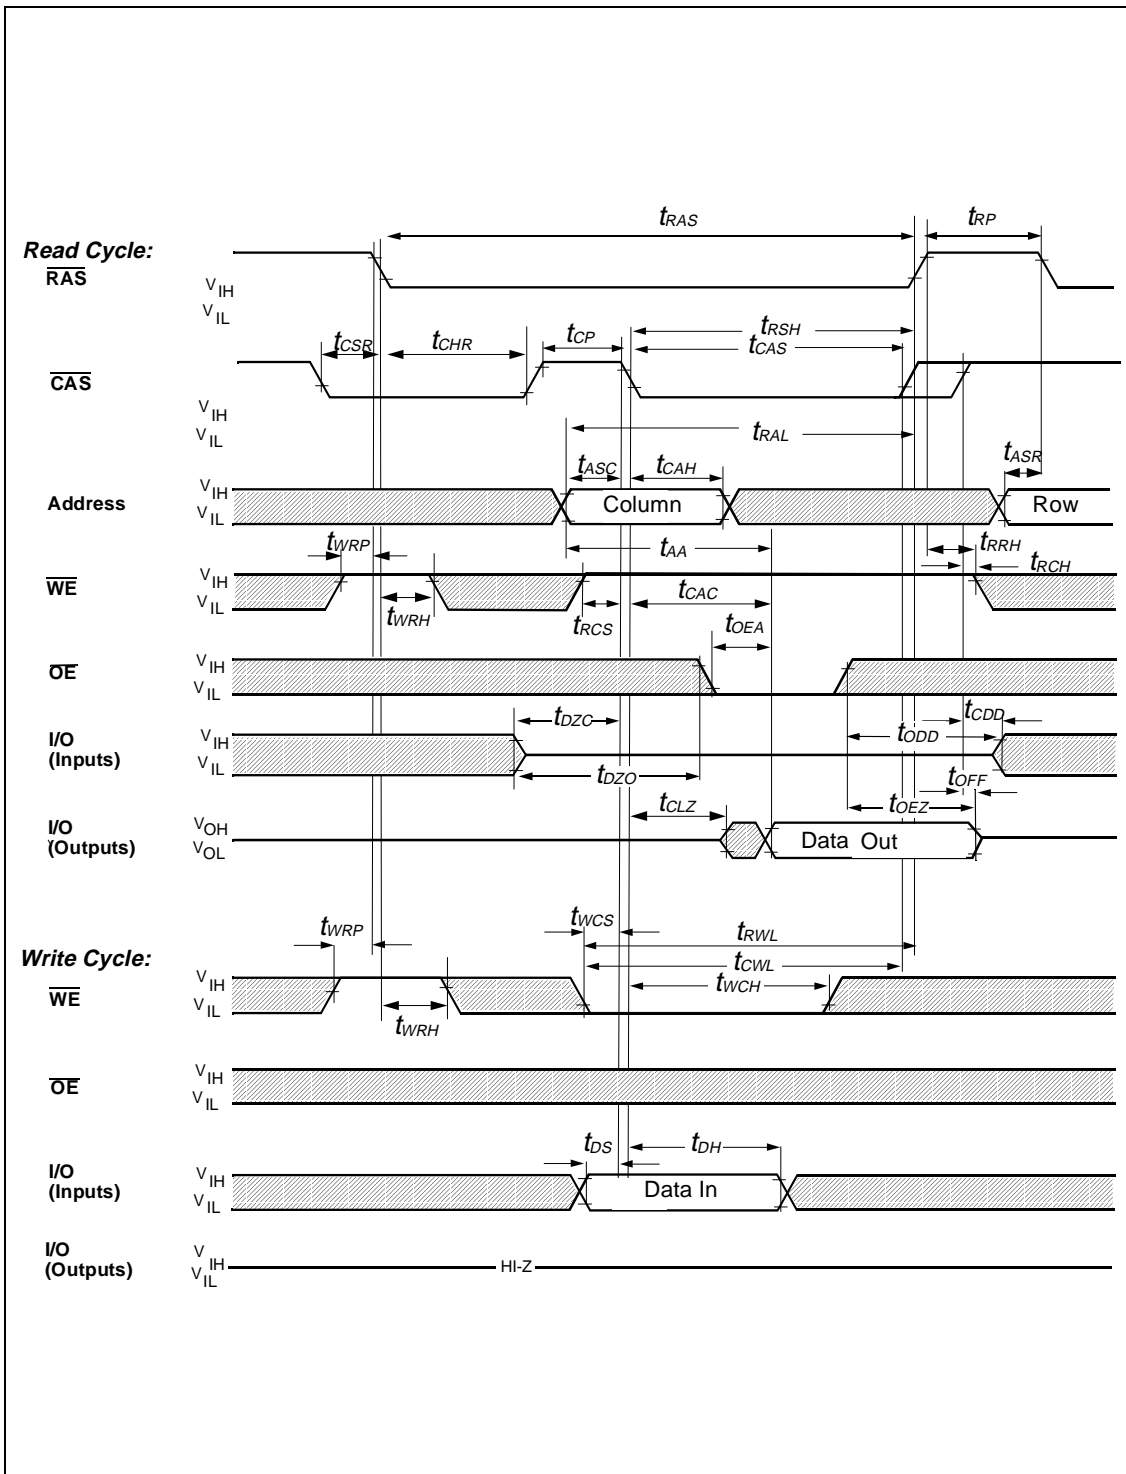 tRAS
tRP
Read Cycle:
RAS
VIH
VIL
tRSH
tCSR
tCHR
tCP
tCAS
CAS
VIH
VIL
tRAL
tASC
tCAH
tASR
Address
VIH
VIL
Column
Row
tWRP
tAA
tRRH
WE
VIH
VIL
tRCH
tWRH
tRCS
tCAC
tOEA
OE
VIH
VIL
tDZC
tCDD
I/O
(Inputs)
VIH
VIL
tODD
tDZO
tOFF
tCLZ
tOEZ
I/O
(Outputs)
VOH
VOL
Data Out
tWCS
tWRP
tRWL
Write Cycle:
tCWL
WE
VIH
VIL
tWCH
tWRH
OE
VIH
VIL
tDS
tDH
I/O
(Inputs)
VIH
VIL
Data In
I/O
(Outputs)
VIH
VIL
HI-Z